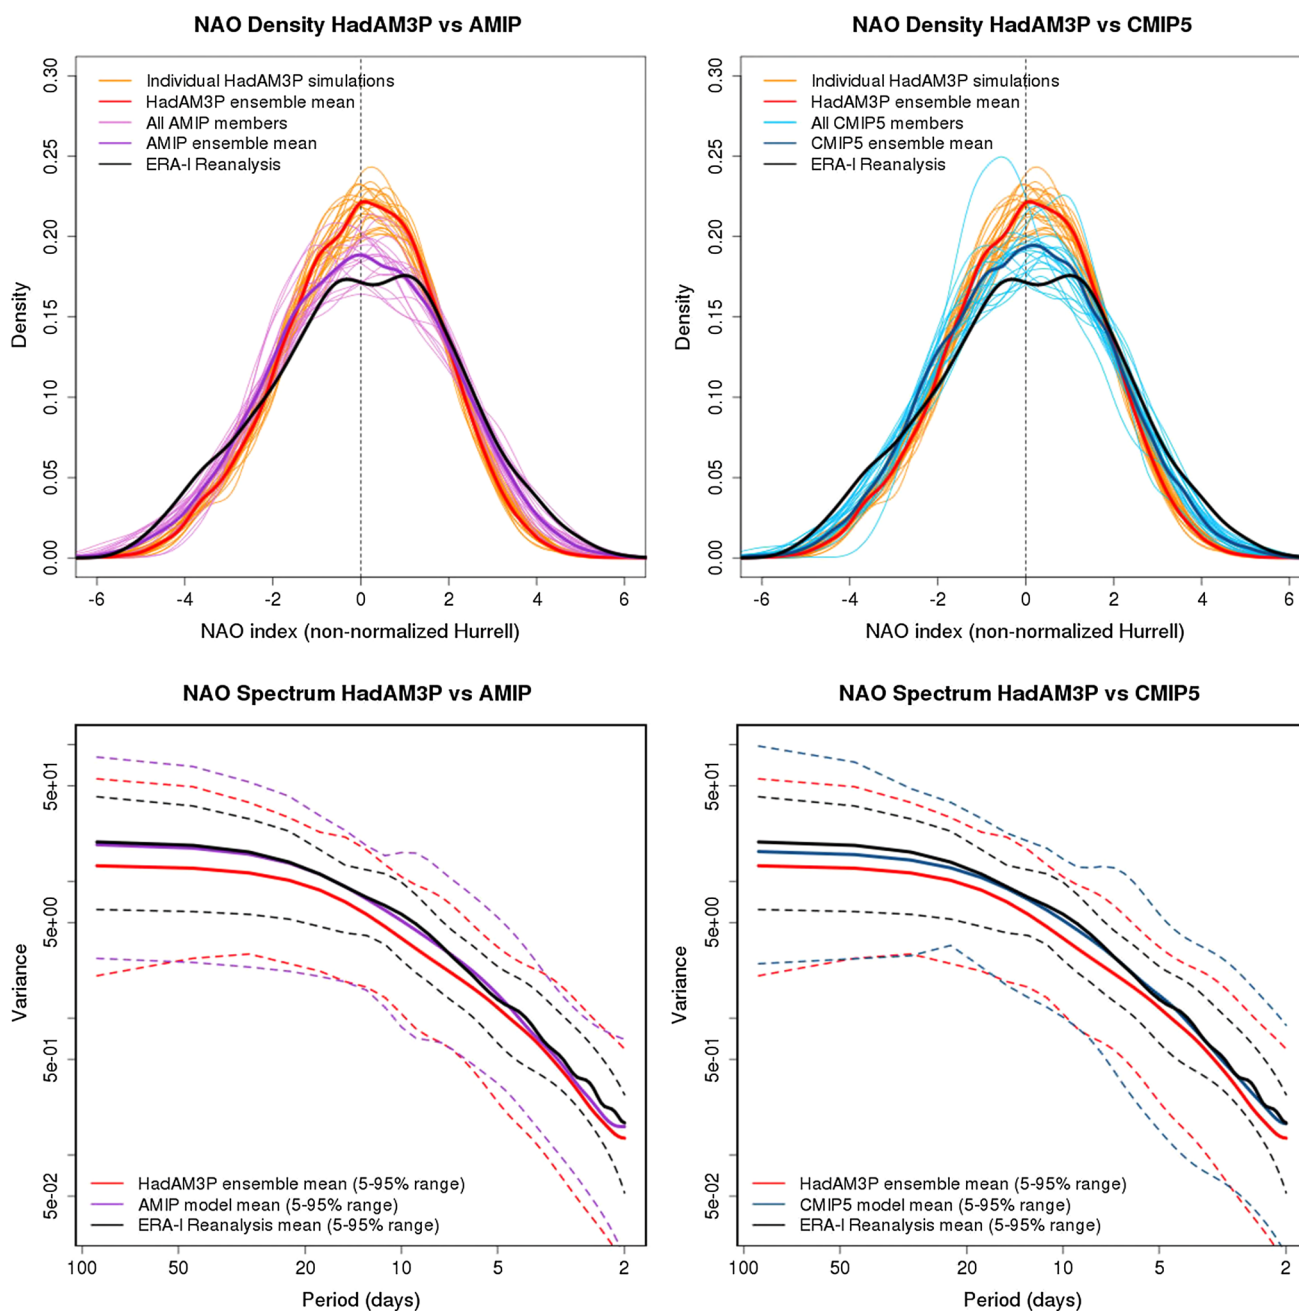 NAO Density HadAM3P vs AMIP
0.30
0.25
0.20
0.15
0.10
0.05
0.00
Density
Individual HadAM3P simulations
HadAM3P ensemble mean
All AMIP members
AMIP ensemble mean
ERA-I Reanalysis
-6 -4 -2 0 2 4 6
NAO index (non-normalized Hurrell)
NAO Density HadAM3P vs CMIP5
0.30
0.25
0.20
0.15
0.10
0.05
0.00
Density
Individual HadAM3P simulations
HadAM3P ensemble mean
All CMIP5 members
CMIP5 ensemble mean
ERA-I Reanalysis
-6 -4 -2 0 2 4 6
NAO index (non-normalized Hurrell)
NAO Spectrum HadAM3P vs AMIP
5e+01
5e+00
5e-01
5e-02
Variance
HadAM3P ensemble mean (5-95% range)
AMIP model mean (5-95% range)
ERA-I Reanalysis mean (5-95% range)
100 50 20 10 5 2
Period (days)
NAO Spectrum HadAM3P vs CMIP5
5e+01
5e+00
5e-01
5e-02
Variance
HadAM3P ensemble mean (5-95% range)
CMIP5 model mean (5-95% range)
ERA-I Reanalysis mean (5-95% range)
100 50 20 10 5 2
Period (days)